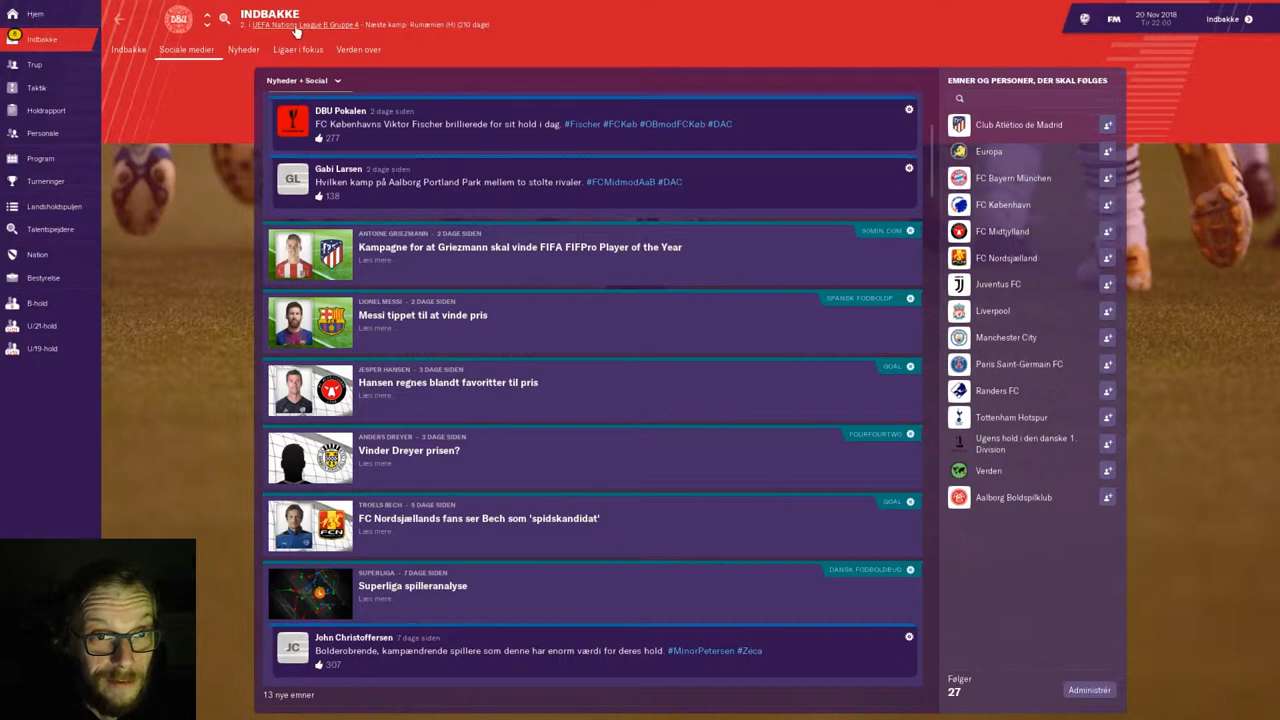 INDBAKKE
2. i UEFA Nations League B Gruppe 4 - Næste kamp: Rumænien (H) (210 dage)
FM
20 Nov 2018
Tir 22:00
Indbakke
Indbakke
Sociale medier
Nyheder
Ligaer i fokus
Verden over
Hjem
6
Indbakke
Trup
Taktik
Holdrapport
Personale
Program
Turneringer
Landsholdspuljen
Talentspejdere
Nation
Bestyrelse
B-hold
U/21-hold
U/19-hold
Nyheder + Social
DBU Pokalen 2 dage siden
FC Københavns Viktor Fischer brillierede for sit hold i dag. #Fischer #FCKøb #OBmodFCKøb #DAC
277
GL
Gabi Larsen 2 dage siden
Hvilken kamp på Aalborg Portland Park mellem to stolte rivaler. #FCMidmodAaB #DAC
138
ANTOINE GRIEZMANN - 2 DAGE SIDEN
90MIN.COM
Kampagne for at Griezmann skal vinde FIFA FIFPro Player of the Year
Læs mere...
LIONEL MESSI - 2 DAGE SIDEN
SPANSK FODBOLDP
Messi tippet til at vinde pris
Læs mere...
JESPER HANSEN - 3 DAGE SIDEN
GOAL
Hansen regnes blandt favoritter til pris
Læs mere...
ANDERS DREYER - 3 DAGE SIDEN
FOURFOURTWO
Vinder Dreyer prisen?
Læs mere...
TROELS BECH - 5 DAGE SIDEN
GOAL
FC Nordsjællands fans ser Bech som 'spidskandidat'
Læs mere...
SUPERLIGA - 7 DAGE SIDEN
DANSK FODBOLDBUD
Superliga spilleranalyse
Læs mere...
JC
John Christoffersen 7 dage siden
Bolderobrende, kampændrende spillere som denne har enorm værdi for deres hold. #MinorPetersen #Zeca
307
13 nye emner
EMNER OG PERSONER, DER SKAL FØLGES
Club Atlético de Madrid
Europa
FC Bayern München
FC København
FC Midtjylland
FC Nordsjælland
Juventus FC
Liverpool
Manchester City
Paris Saint-Germain FC
Randers FC
Tottenham Hotspur
Ugens hold i den danske 1.
Division
Verden
Aalborg Boldspilklub
Følger
27
Administrér